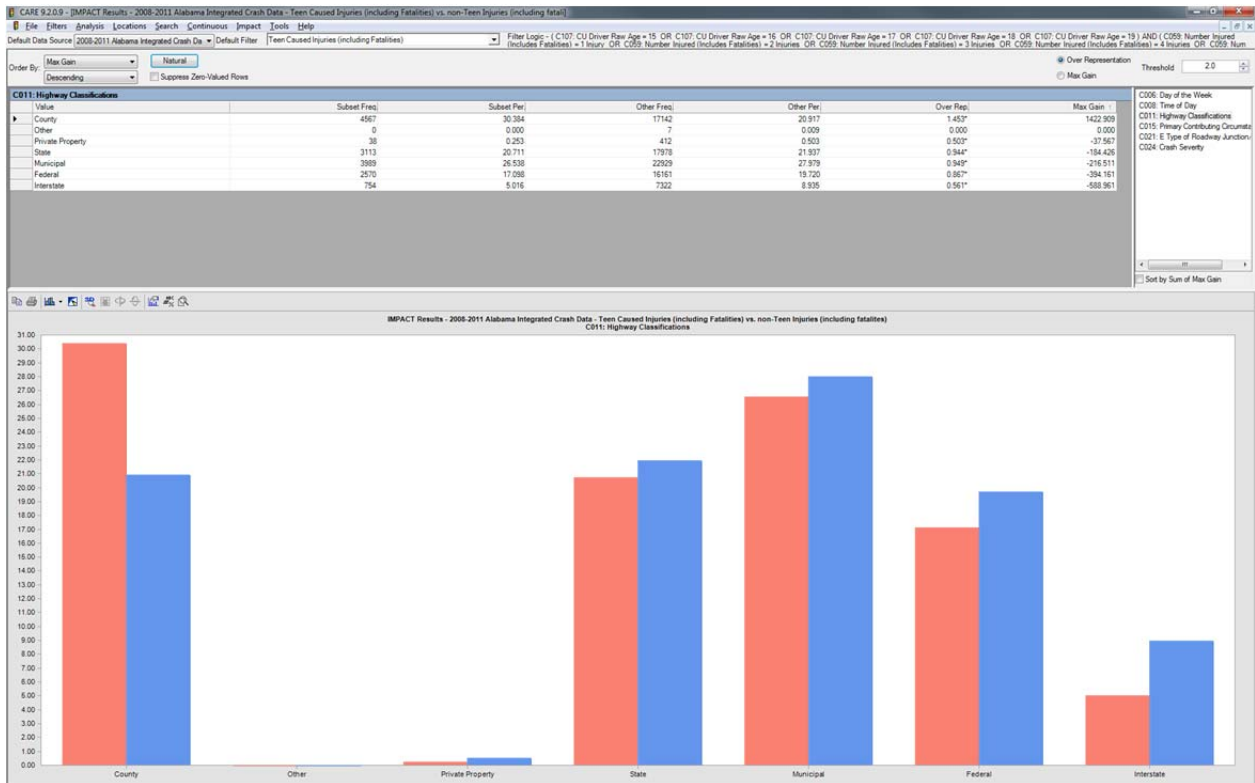 CARE 9.2.0.9 - [IMPACT Results - 2008-2011 Alabama Integrated Crash Data - Teen Caused Injuries (including Fatalities) vs. non-Teen Injuries (including fatali]
File Filters Analysis Locations Search Continuous Impact Tools Help
Default Data Source 2008-2011 Alabama Integrated Crash Da Default Filter Teen Caused Injuries (including Fatalities)
Filter Logic - ( C107: CU Driver Raw Age = 15 OR C107: CU Driver Raw Age = 16 OR C107: CU Driver Raw Age = 17 OR C107: CU Driver Raw Age = 18 OR C107: CU Driver Raw Age = 19 ) AND ( C059: Number Injured
(Includes Fatalities) = 1 Injury OR C059: Number Injured (Includes Fatalities) = 2 Injuries OR C059: Number Injured (Includes Fatalities) = 3 Injuries OR C059: Number Injured (Includes Fatalities) = 4 Injuries OR C059: Num
Order By: Max Gain Natural
Descending Suppress Zero-Valued Rows
Over Representation
Max Gain
Threshold 2.0
C011: Highway Classifications
Value Subset Freq. Subset Per. Other Freq. Other Per. Over Rep. Max Gain
County 4567 30.384 17142 20.917 1.453* 1422.909
Other 0 0.000 7 0.009 0.000 0.000
Private Property 38 0.253 412 0.503 0.503* -37.567
State 3113 20.711 17978 21.937 0.944* -184.426
Municipal 3989 26.538 22929 27.979 0.949* -216.511
Federal 2570 17.098 16161 19.720 0.867* -394.161
Interstate 754 5.016 7322 8.935 0.561* -588.961
C006: Day of the Week
C008: Time of Day
C011: Highway Classifications
C015: Primary Contributing Circumsta
C021: E Type of Roadway Junction
C024: Crash Severity
Sort by Sum of Max Gain
IMPACT Results - 2008-2011 Alabama Integrated Crash Data - Teen Caused Injuries (including Fatalities) vs. non-Teen Injuries (including fatalites)
C011: Highway Classifications
31.00
30.00
29.00
28.00
27.00
26.00
25.00
24.00
23.00
22.00
21.00
20.00
19.00
18.00
17.00
16.00
15.00
14.00
13.00
12.00
11.00
10.00
9.00
8.00
7.00
6.00
5.00
4.00
3.00
2.00
1.00
0.00
County Other Private Property State Municipal Federal Interstate